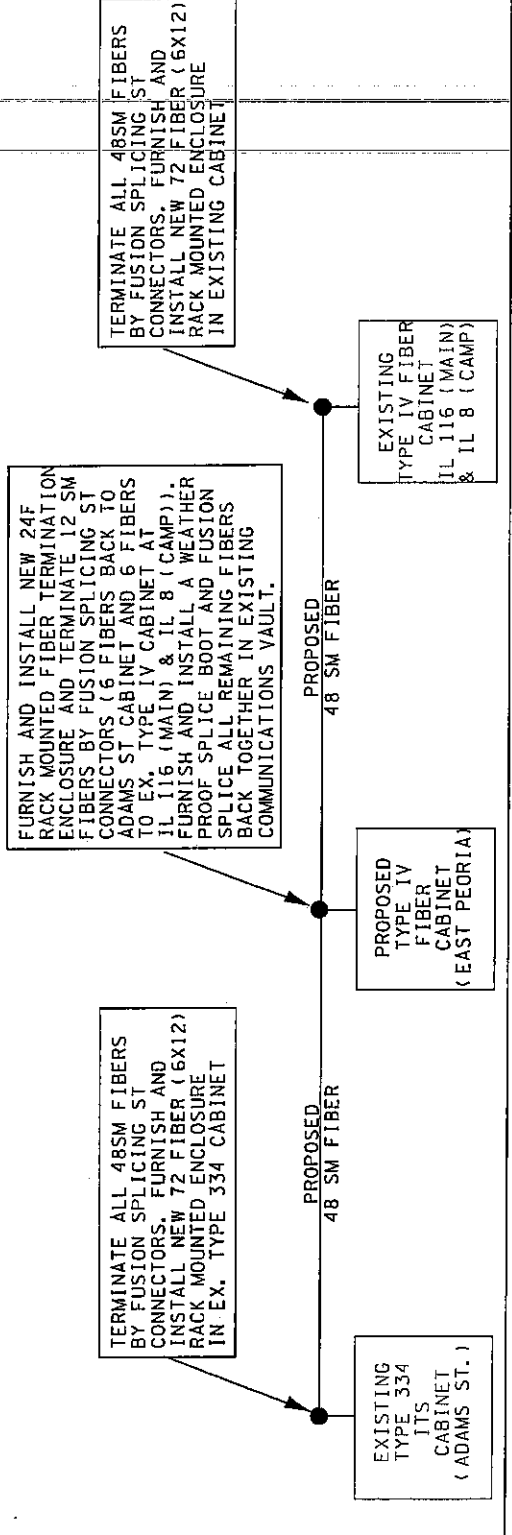 TERMINATE ALL 48SM FIBERS
BY FUSION SPLICING ST
CONNECTORS. FURNISH AND
INSTALL NEW 72 FIBER (6X12)
RACK MOUNTED ENCLOSURE
IN EX. TYPE 334 CABINET
FURNISH AND INSTALL NEW 24F
RACK MOUNTED FIBER TERMINATION
ENCLOSURE AND TERMINATE 12 SM
FIBERS BY FUSION SPLICING ST
CONNECTORS (6 FIBERS BACK TO
ADAMS ST CABINET AND 6 FIBERS
TO EX. TYPE IV CABINET AT
IL 116 (MAIN) & IL 8 (CAMP)).
FURNISH AND INSTALL A WEATHER
PROOF SPLICE BOOT AND FUSION
SPLICE ALL REMAINING FIBERS
BACK TOGETHER IN EXISTING
COMMUNICATIONS VAULT.
TERMINATE ALL 48SM FIBERS
BY FUSION SPLICING ST
CONNECTORS. FURNISH AND
INSTALL NEW 72 FIBER (6X12)
RACK MOUNTED ENCLOSURE
IN EXISTING CABINET
PROPOSED
48 SM FIBER
PROPOSED
48 SM FIBER
EXISTING
TYPE 334
ITS
CABINET
(ADAMS ST.)
PROPOSED
TYPE IV
FIBER
CABINET
(EAST PEORIA)
EXISTING
TYPE IV FIBER
CABINET
IL 116 (MAIN)
& IL 8 (CAMP)